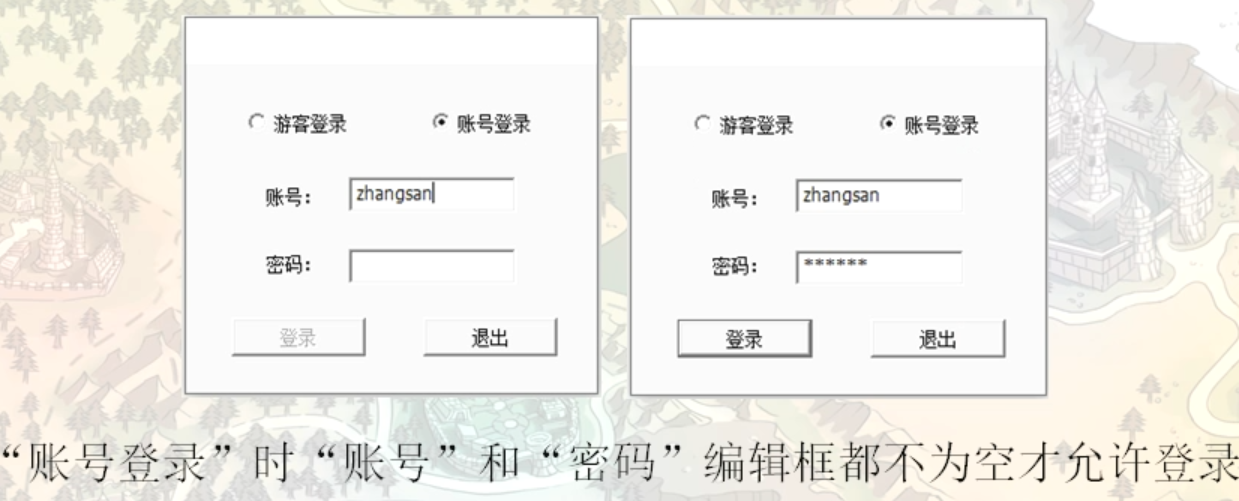 游客登录 账号登录 游客登录 账号登录
账号： zhangsan 账号： zhangsan
密码： 密码： ******
登录 退出 登录 退出
“账号登录”时“账号”和“密码”编辑框都不为空才允许登录